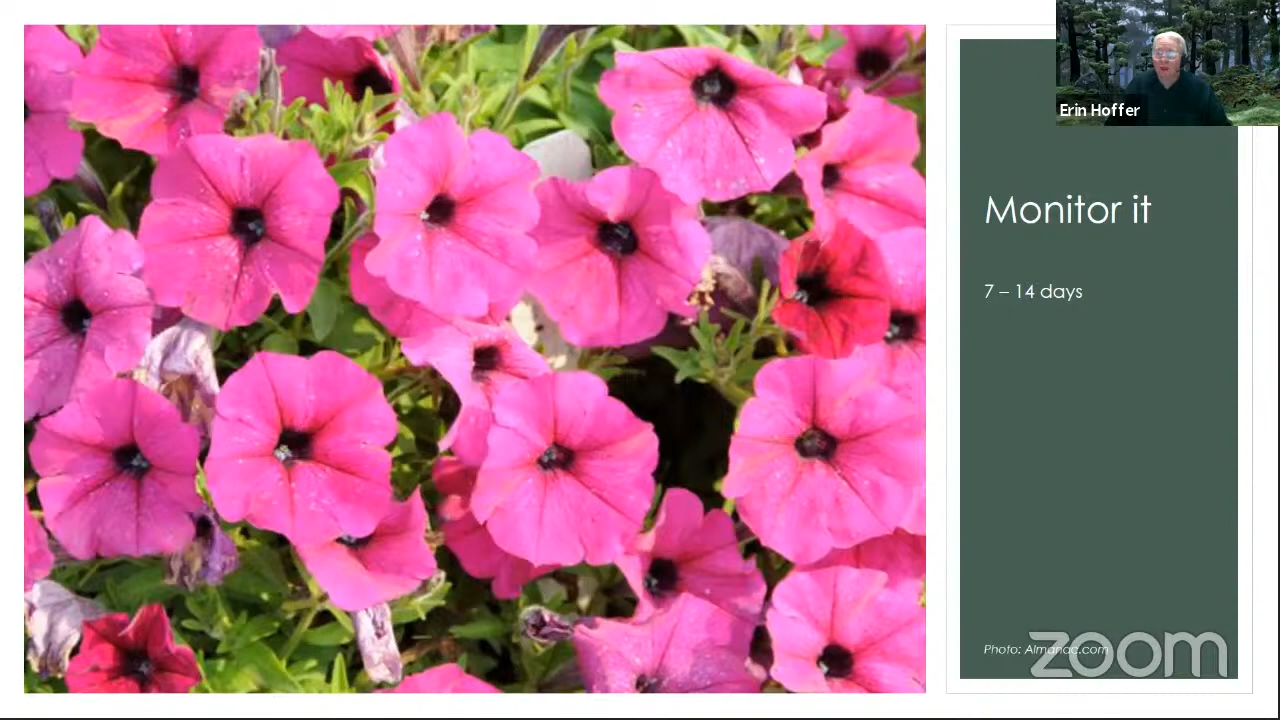 Erin Hoffer
Monitor it
7 – 14 days
Photo: Almanac.com
zoom